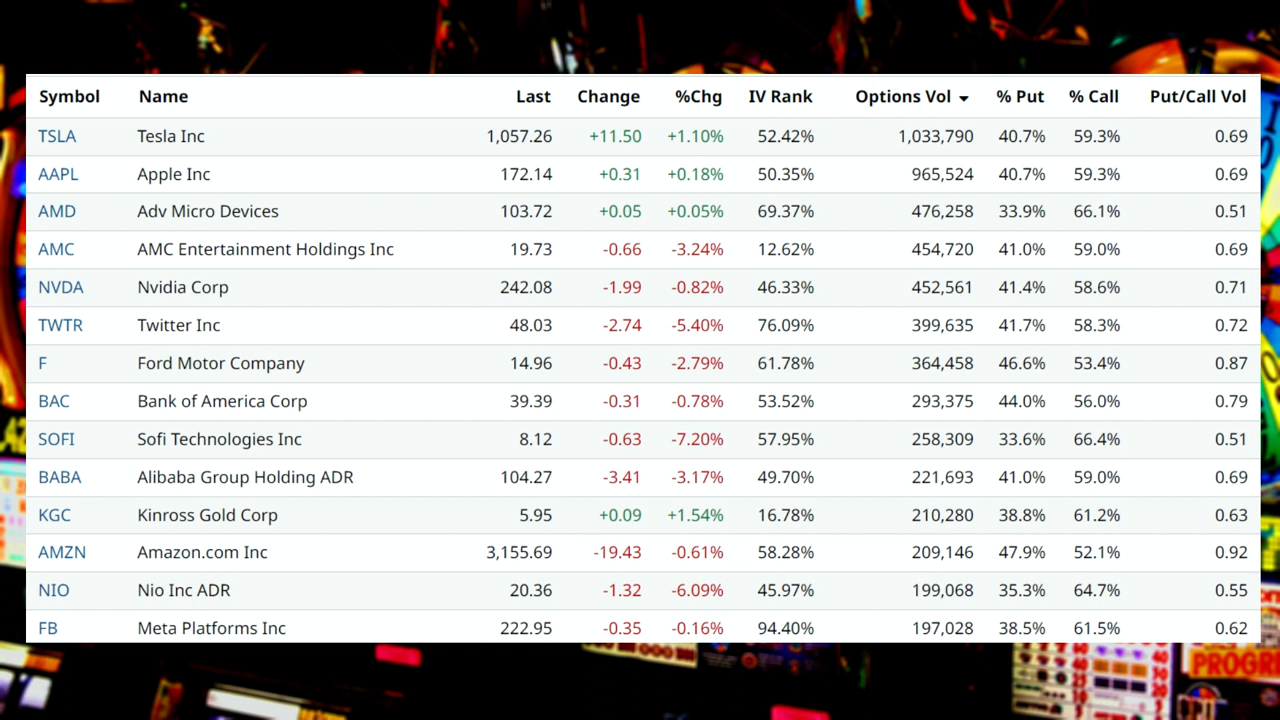 Symbol Name Last Change %Chg IV Rank Options Vol % Put % Call Put/Call Vol
TSLA Tesla Inc 1,057.26 +11.50 +1.10% 52.42% 1,033,790 40.7% 59.3% 0.69
AAPL Apple Inc 172.14 +0.31 +0.18% 50.35% 965,524 40.7% 59.3% 0.69
AMD Adv Micro Devices 103.72 +0.05 +0.05% 69.37% 476,258 33.9% 66.1% 0.51
AMC AMC Entertainment Holdings Inc 19.73 -0.66 -3.24% 12.62% 454,720 41.0% 59.0% 0.69
NVDA Nvidia Corp 242.08 -1.99 -0.82% 46.33% 452,561 41.4% 58.6% 0.71
TWTR Twitter Inc 48.03 -2.74 -5.40% 76.09% 399,635 41.7% 58.3% 0.72
F Ford Motor Company 14.96 -0.43 -2.79% 61.78% 364,458 46.6% 53.4% 0.87
BAC Bank of America Corp 39.39 -0.31 -0.78% 53.52% 293,375 44.0% 56.0% 0.79
SOFI Sofi Technologies Inc 8.12 -0.63 -7.20% 57.95% 258,309 33.6% 66.4% 0.51
BABA Alibaba Group Holding ADR 104.27 -3.41 -3.17% 49.70% 221,693 41.0% 59.0% 0.69
KGC Kinross Gold Corp 5.95 +0.09 +1.54% 16.78% 210,280 38.8% 61.2% 0.63
AMZN Amazon.com Inc 3,155.69 -19.43 -0.61% 58.28% 209,146 47.9% 52.1% 0.92
NIO Nio Inc ADR 20.36 -1.32 -6.09% 45.97% 199,068 35.3% 64.7% 0.55
FB Meta Platforms Inc 222.95 -0.35 -0.16% 94.40% 197,028 38.5% 61.5% 0.62
PROGR